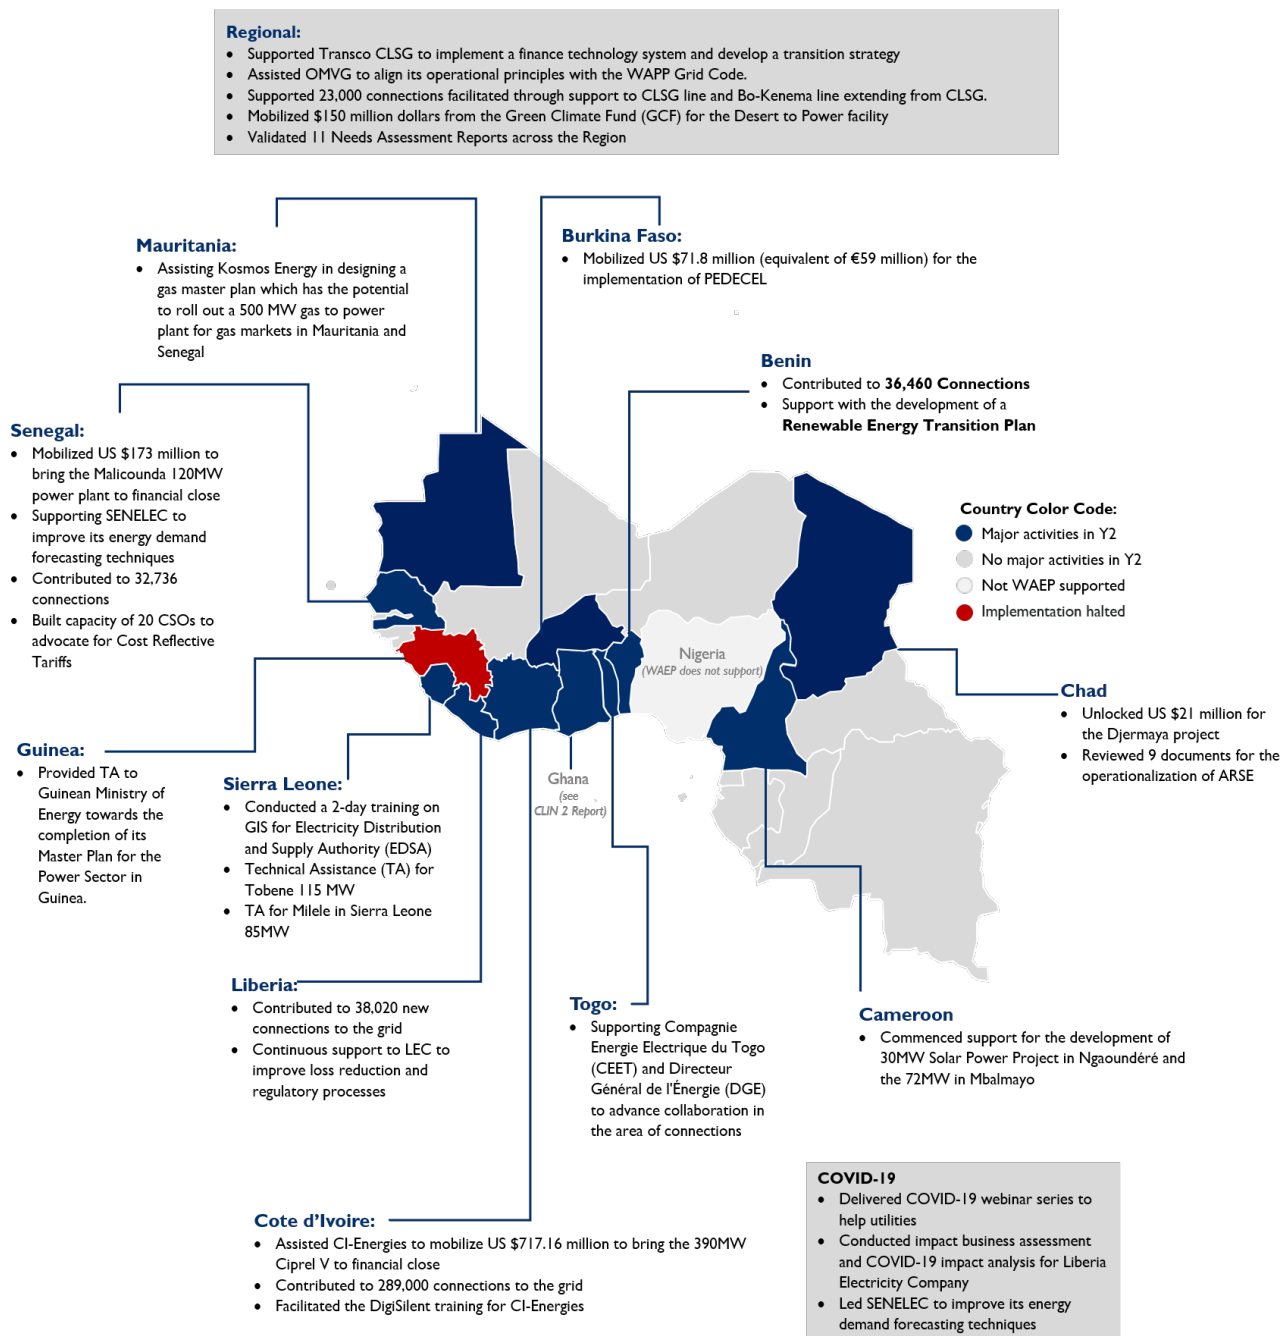 Regional:
• Supported Transco CLSG to implement a finance technology system and develop a transition strategy
• Assisted OMVG to align its operational principles with the WAPP Grid Code.
• Supported 23,000 connections facilitated through support to CLSG line and Bo-Kenema line extending from CLSG.
• Mobilized $150 million dollars from the Green Climate Fund (GCF) for the Desert to Power facility
• Validated 11 Needs Assessment Reports across the Region
Mauritania:
• Assisting Kosmos Energy in designing a
gas master plan which has the potential
to roll out a 500 MW gas to power
plant for gas markets in Mauritania and
Senegal
Burkina Faso:
• Mobilized US $71.8 million (equivalent of €59 million) for the
implementation of PEDECEL
Benin
• Contributed to 36,460 Connections
• Support with the development of a
Renewable Energy Transition Plan
Senegal:
• Mobilized US $173 million to
bring the Malicounda 120MW
power plant to financial close
• Supporting SENELEC to
improve its energy demand
forecasting techniques
• Contributed to 32,736
connections
• Built capacity of 20 CSOs to
advocate for Cost Reflective
Tariffs
Country Color Code:
Major activities in Y2
No major activities in Y2
Not WAEP supported
Implementation halted
Nigeria
(WAEP does not support)
Chad
• Unlocked US $21 million for
the Djermaya project
• Reviewed 9 documents for the
operationalization of ARSE
Guinea:
• Provided TA to
Guinean Ministry of
Energy towards the
completion of its
Master Plan for the
Power Sector in
Guinea.
Sierra Leone:
• Conducted a 2-day training on
GIS for Electricity Distribution
and Supply Authority (EDSA)
• Technical Assistance (TA) for
Tobene 115 MW
• TA for Milele in Sierra Leone
85MW
Ghana
(see
CLIN 2 Report)
Liberia:
• Contributed to 38,020 new
connections to the grid
• Continuous support to LEC to
improve loss reduction and
regulatory processes
Togo:
• Supporting Compagnie
Energie Electrique du Togo
(CEET) and Directeur
Général de l'Énergie (DGE)
to advance collaboration in
the area of connections
Cameroon
• Commenced support for the development of
30MW Solar Power Project in Ngaoundéré and
the 72MW in Mbalmayo
Cote d'Ivoire:
• Assisted CI-Energies to mobilize US $717.16 million to bring the 390MW
Ciprel V to financial close
• Contributed to 289,000 connections to the grid
• Facilitated the DigiSilent training for CI-Energies
COVID-19
• Delivered COVID-19 webinar series to
help utilities
• Conducted impact business assessment
and COVID-19 impact analysis for Liberia
Electricity Company
• Led SENELEC to improve its energy
demand forecasting techniques